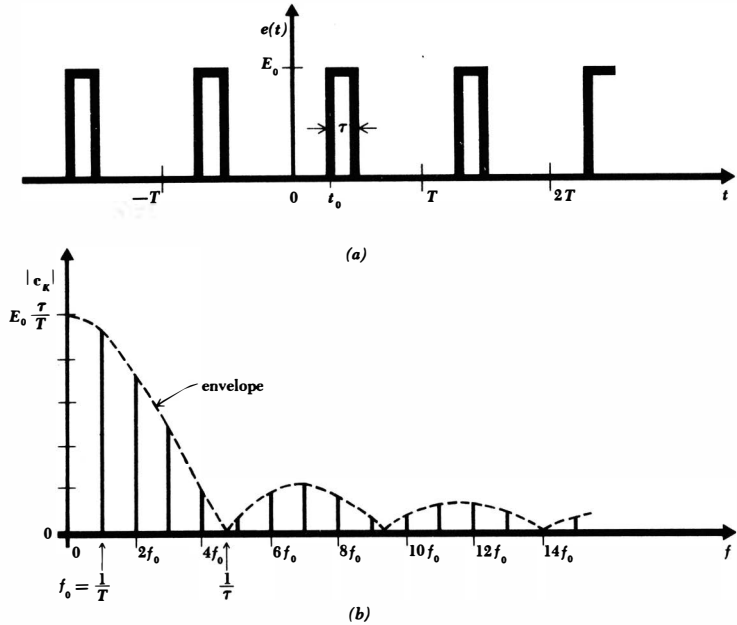 e(t)
E₀
τ
−T 0 t₀ T 2T t
(a)
|c_K|
E₀ τ/T
envelope
0
0 2f₀ 4f₀ 6f₀ 8f₀ 10f₀ 12f₀ 14f₀ f
f₀ = 1/T 1/τ
(b)